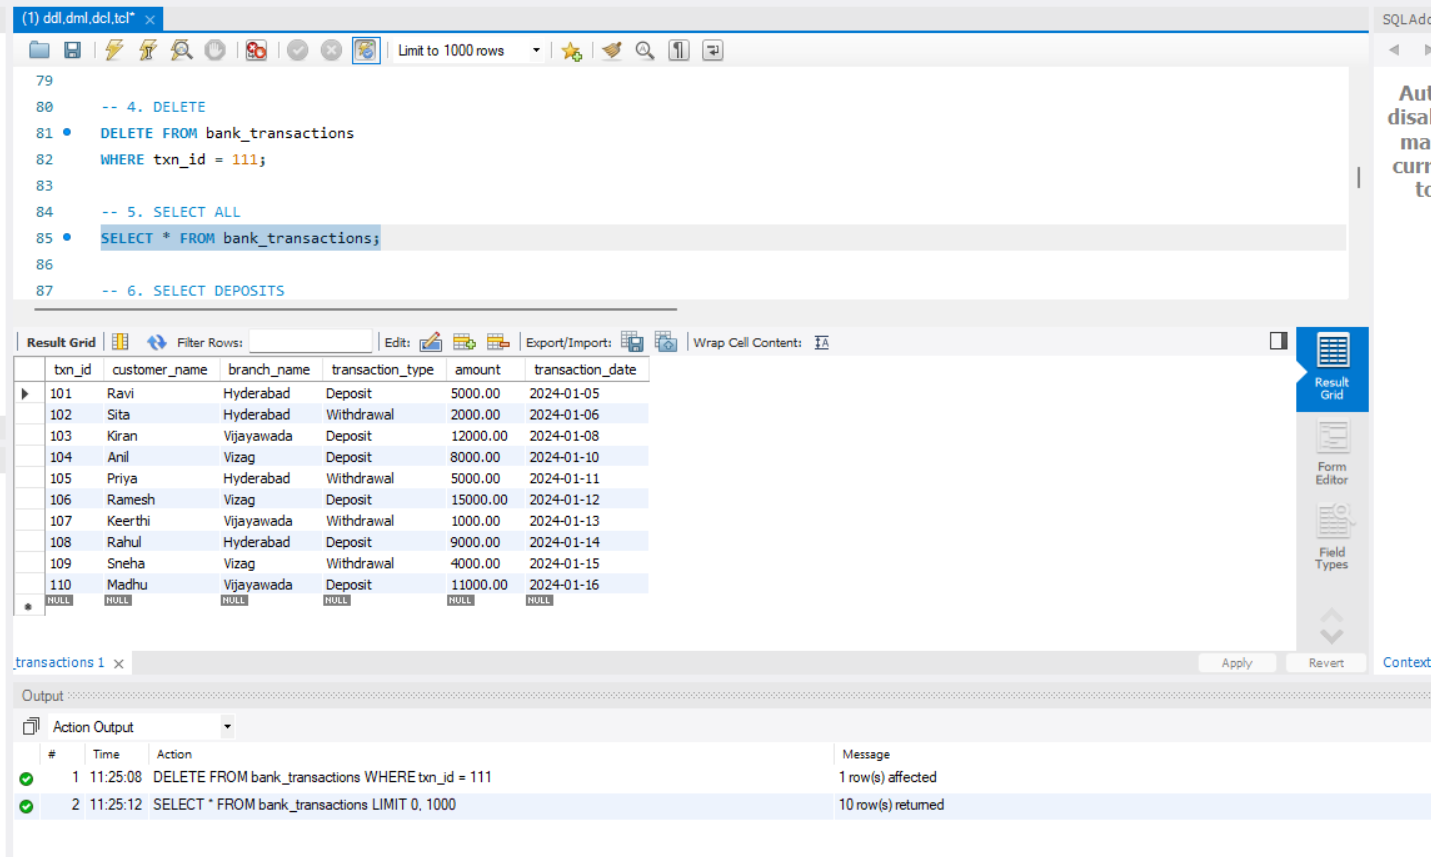 (1) ddl,dml,dcl,tcl*
SQLAd
Limit to 1000 rows
79
80 -- 4. DELETE
81 DELETE FROM bank_transactions
82 WHERE txn_id = 111;
83
84 -- 5. SELECT ALL
85 SELECT * FROM bank_transactions;
86
87 -- 6. SELECT DEPOSITS
Result Grid Filter Rows: Edit: Export/Import: Wrap Cell Content: IA
txn_id customer_name branch_name transaction_type amount transaction_date
101 Ravi Hyderabad Deposit 5000.00 2024-01-05
102 Sita Hyderabad Withdrawal 2000.00 2024-01-06
103 Kiran Vijayawada Deposit 12000.00 2024-01-08
104 Anil Vizag Deposit 8000.00 2024-01-10
105 Priya Hyderabad Withdrawal 5000.00 2024-01-11
106 Ramesh Vizag Deposit 15000.00 2024-01-12
107 Keerthi Vijayawada Withdrawal 1000.00 2024-01-13
108 Rahul Hyderabad Deposit 9000.00 2024-01-14
109 Sneha Vizag Withdrawal 4000.00 2024-01-15
110 Madhu Vijayawada Deposit 11000.00 2024-01-16
NULL NULL NULL NULL NULL NULL
Result
Grid
Form
Editor
Field
Types
Aut
disa
ma
curr
to
_transactions 1
Apply Revert Context
Output
Action Output
# Time Action Message
1 11:25:08 DELETE FROM bank_transactions WHERE txn_id = 111 1 row(s) affected
2 11:25:12 SELECT * FROM bank_transactions LIMIT 0, 1000 10 row(s) returned